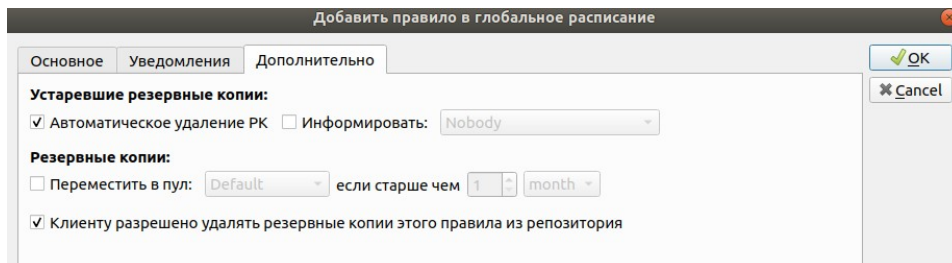 Добавить правило в глобальное расписание
Основное Уведомления Дополнительно OK
Cancel
Устаревшие резервные копии:
Автоматическое удаление РК Информировать: Nobody
Резервные копии:
Переместить в пул: Default если старше чем 1 month
Клиенту разрешено удалять резервные копии этого правила из репозитория